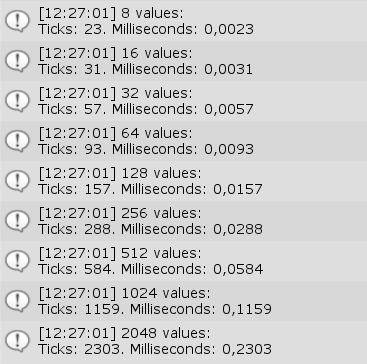 [12:27:01] 8 values:
Ticks: 23. Milliseconds: 0,0023
[12:27:01] 16 values:
Ticks: 31. Milliseconds: 0,0031
[12:27:01] 32 values:
Ticks: 57. Milliseconds: 0,0057
[12:27:01] 64 values:
Ticks: 93. Milliseconds: 0,0093
[12:27:01] 128 values:
Ticks: 157. Milliseconds: 0,0157
[12:27:01] 256 values:
Ticks: 288. Milliseconds: 0,0288
[12:27:01] 512 values:
Ticks: 584. Milliseconds: 0,0584
[12:27:01] 1024 values:
Ticks: 1159. Milliseconds: 0,1159
[12:27:01] 2048 values:
Ticks: 2303. Milliseconds: 0,2303